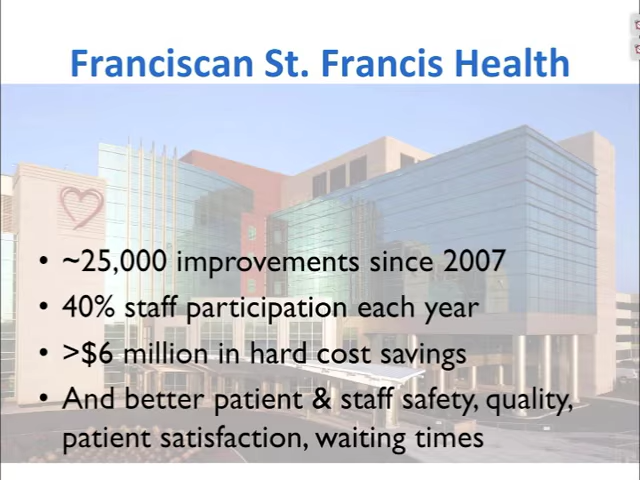 Franciscan St. Francis Health
• ~25,000 improvements since 2007
• 40% staff participation each year
• >$6 million in hard cost savings
• And better patient & staff safety, quality,
patient satisfaction, waiting times